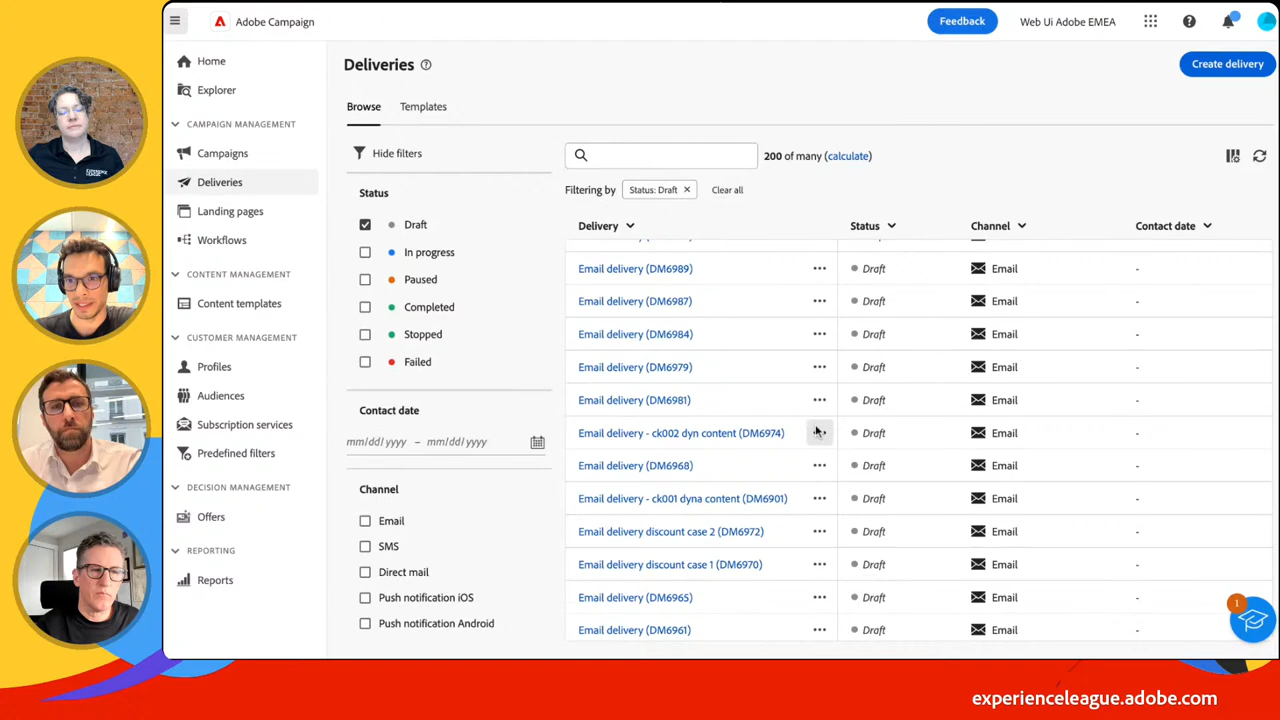 Adobe Campaign
Feedback
Web Ui Adobe EMEA
Home
Explorer
CAMPAIGN MANAGEMENT
Campaigns
Deliveries
Landing pages
Workflows
CONTENT MANAGEMENT
Content templates
CUSTOMER MANAGEMENT
Profiles
Audiences
Subscription services
Predefined filters
DECISION MANAGEMENT
Offers
REPORTING
Reports
Deliveries
Create delivery
Browse
Templates
Hide filters
200 of many (calculate)
Status
Filtering by Status: Draft Clear all
Draft
In progress
Paused
Completed
Stopped
Failed
Contact date
mm/dd/yyyy – mm/dd/yyyy
Channel
Email
SMS
Direct mail
Push notification iOS
Push notification Android
Delivery Status Channel Contact date
Email delivery (DM6989) Draft Email -
Email delivery (DM6987) Draft Email -
Email delivery (DM6984) Draft Email -
Email delivery (DM6979) Draft Email -
Email delivery (DM6981) Draft Email -
Email delivery - ck002 dyn content (DM6974) Draft Email -
Email delivery (DM6968) Draft Email -
Email delivery - ck001 dyna content (DM6901) Draft Email -
Email delivery discount case 2 (DM6972) Draft Email -
Email delivery discount case 1 (DM6970) Draft Email -
Email delivery (DM6965) Draft Email -
Email delivery (DM6961) Draft Email -
1
experienceleague.adobe.com